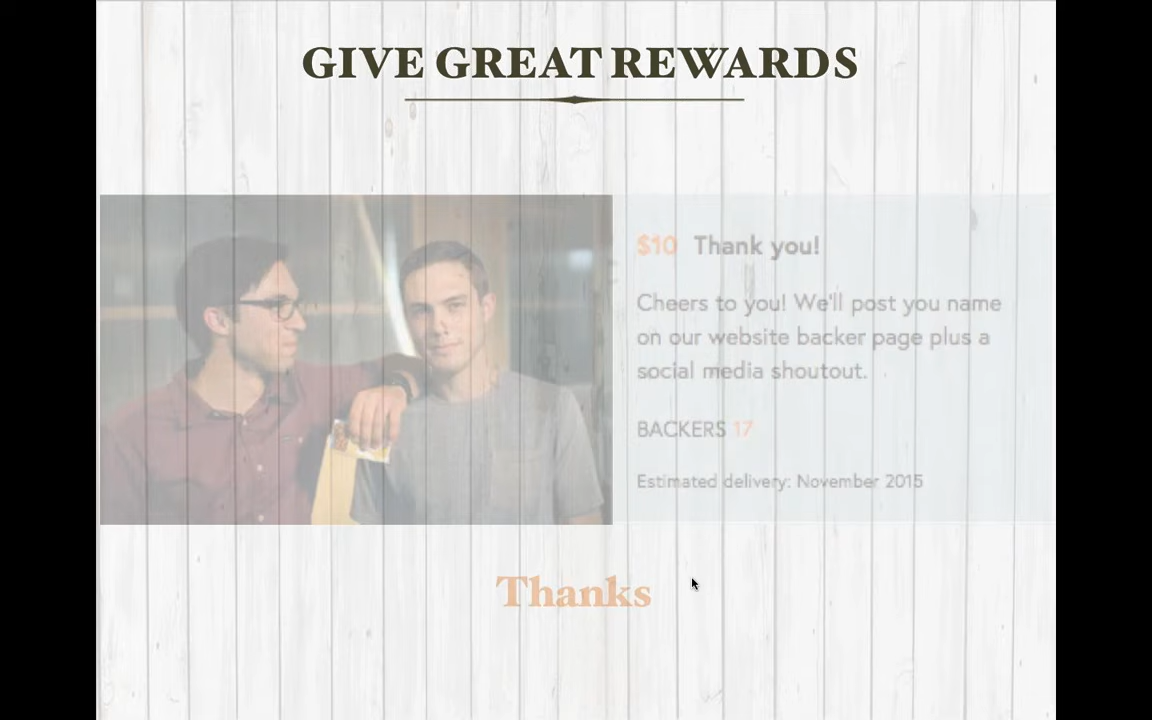 GIVE GREAT REWARDS
$10 Thank you!
Cheers to you! We'll post you name
on our website backer page plus a
social media shoutout.
BACKERS 17
Estimated delivery: November 2015
Thanks